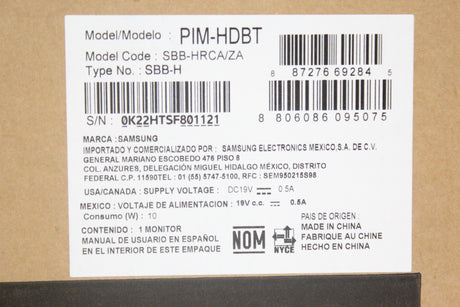 Model/Modelo : PIM-HDBT
Model Code : SBB-HRCA/ZA
Type No. : SBB-H
8 87276 69284 5
S/N : 0K22HTSF801121
8 806086 095075
MARCA : SAMSUNG
IMPORTADO Y COMERCIALIZADO POR : SAMSUNG ELECTRONICS MEXICO.S.A. DE C.V.
GENERAL MARIANO ESCOBEDO 476 PISO 8
COL. ANZURES, DELEGACIÓN MIGUEL HIDALGO MÉXICO, DISTRITO
FEDERAL C.P. 11590TEL : 01 (55) 5747-5100, RFC : SEM950215S98
USA/CANADA : SUPPLY VOLTAGE : DC19V ⎓ 0.5A
MEXICO : VOLTAJE DE ALIMENTACION : 19V c.c. ⎓ 0.5A
Consumo (W) : 10
CONTENIDO : 1 MONITOR
MANUAL DE USUARIO EN ESPAÑOL
EN EL INTERIOR DE ESTE EMPAQUE
NOM
NYCE
PAIS DE ORIGEN :
MADE IN CHINA
FABRIQUE AU CHINE
HECHO EN CHINA